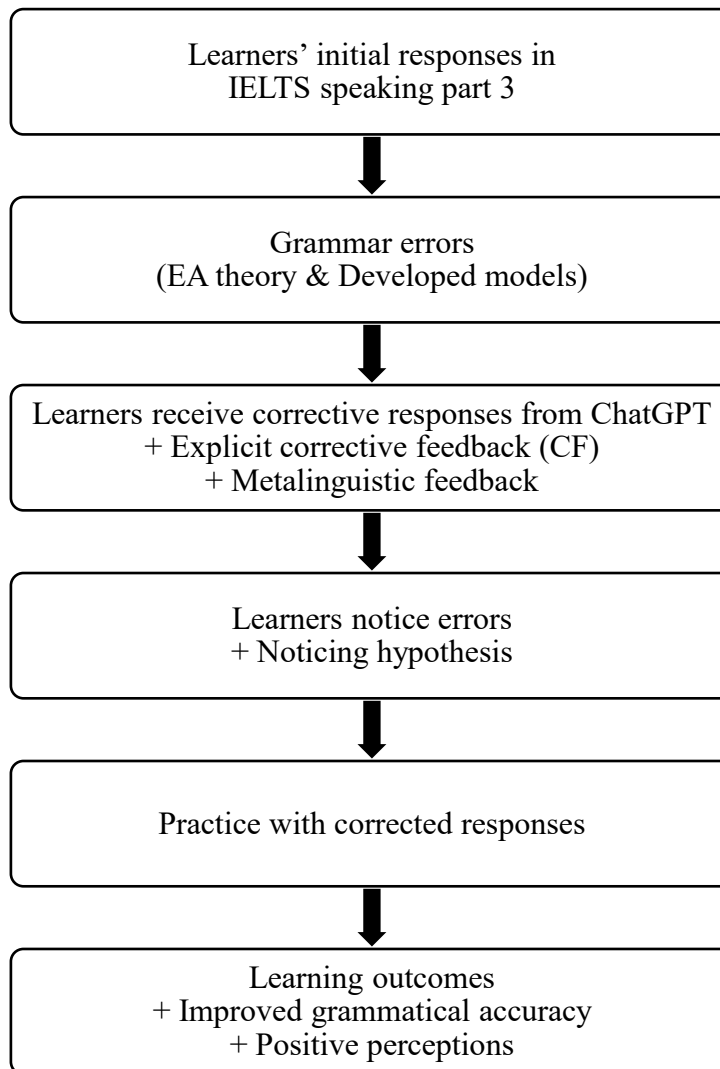 Learners’ initial responses in
IELTS speaking part 3
Grammar errors
(EA theory & Developed models)
Learners receive corrective responses from ChatGPT
+ Explicit corrective feedback (CF)
+ Metalinguistic feedback
Learners notice errors
+ Noticing hypothesis
Practice with corrected responses
Learning outcomes
+ Improved grammatical accuracy
+ Positive perceptions